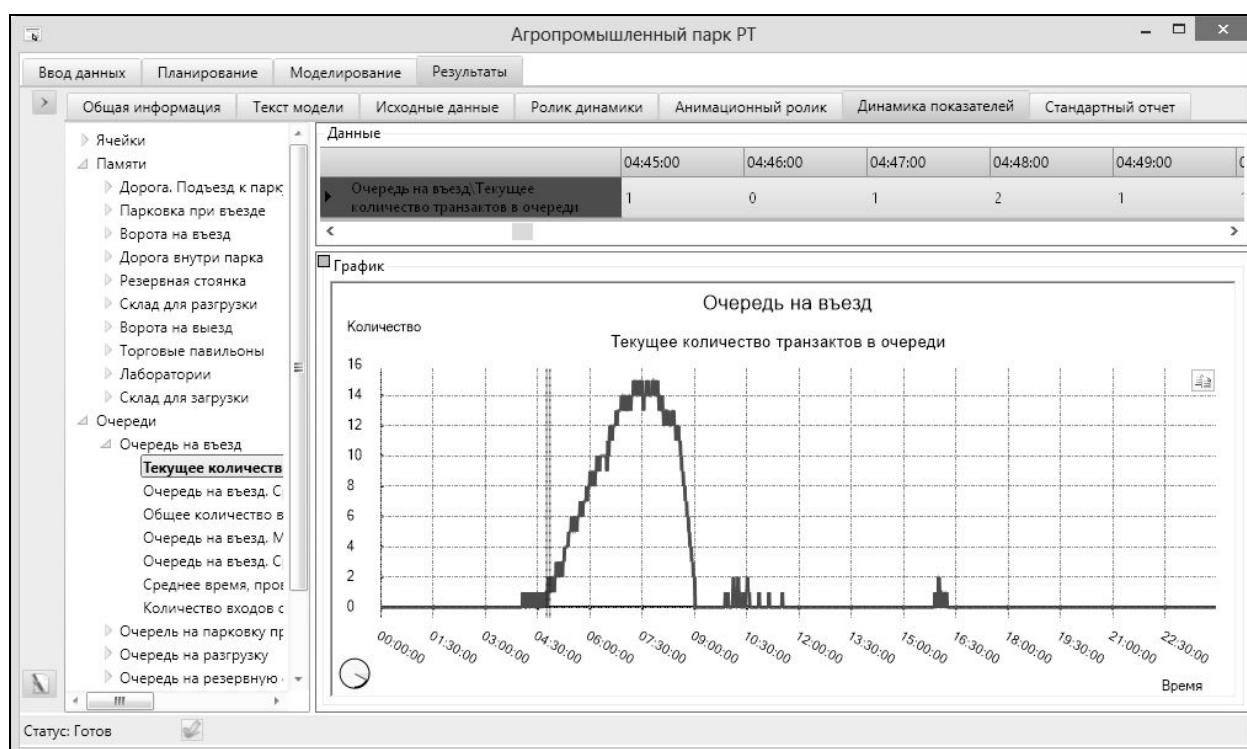 Агропромышленный парк РТ
Ввод данных Планирование Моделирование Результаты
Общая информация Текст модели Исходные данные Ролик динамики Анимационный ролик Динамика показателей Стандартный отчет
Ячейки
Памяти
Дорога. Подъезд к парк
Парковка при въезде
Ворота на въезд
Дорога внутри парка
Резервная стоянка
Склад для разгрузки
Ворота на выезд
Торговые павильоны
Лаборатории
Склад для загрузки
Очереди
Очередь на въезд
Текущее количеств
Очередь на въезд. С
Общее количество в
Очередь на въезд. М
Очередь на въезд. С
Среднее время, пров
Количество входов с
Очерель на парковку пр
Очередь на разгрузку
Очередь на резервную
Данные
04:45:00 04:46:00 04:47:00 04:48:00 04:49:00
Очередь на въезд\Текущее
количество транзактов в очереди
1 0 1 2 1
График
Очередь на въезд
Количество
Текущее количество транзактов в очереди
16
14
12
10
8
6
4
2
0
00:00:00 01:30:00 03:00:00 04:30:00 06:00:00 07:30:00 09:00:00 10:30:00 12:00:00 13:30:00 15:00:00 16:30:00 18:00:00 19:30:00 21:00:00 22:30:00
Время
Статус: Готов